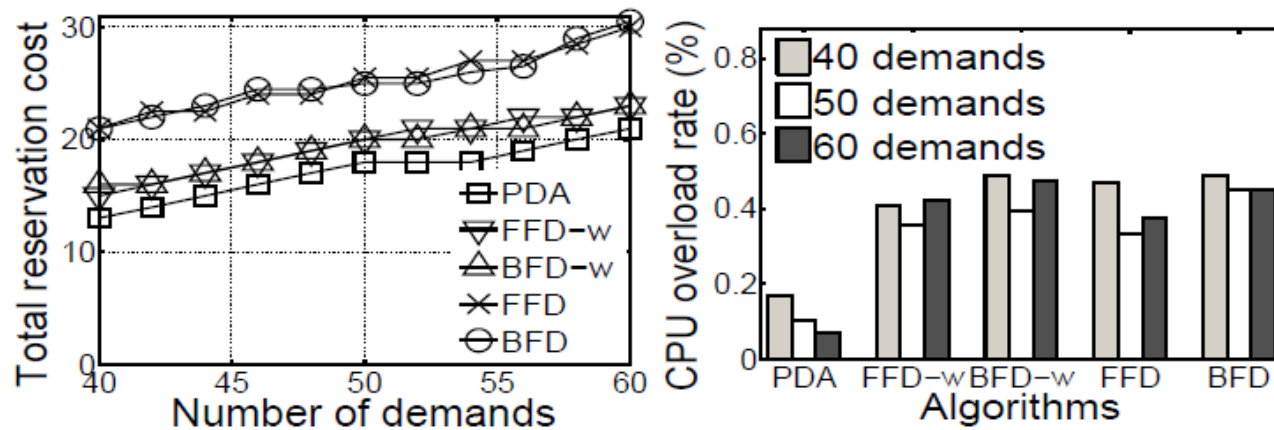 Total reservation cost
30
20
10
0
40
45
50
55
60
Number of demands
PDA
FFD-w
BFD-w
FFD
BFD
CPU overload rate (%)
0.8
0.6
0.4
0.2
0
40 demands
50 demands
60 demands
PDA
FFD-w
BFD-w
FFD
BFD
Algorithms